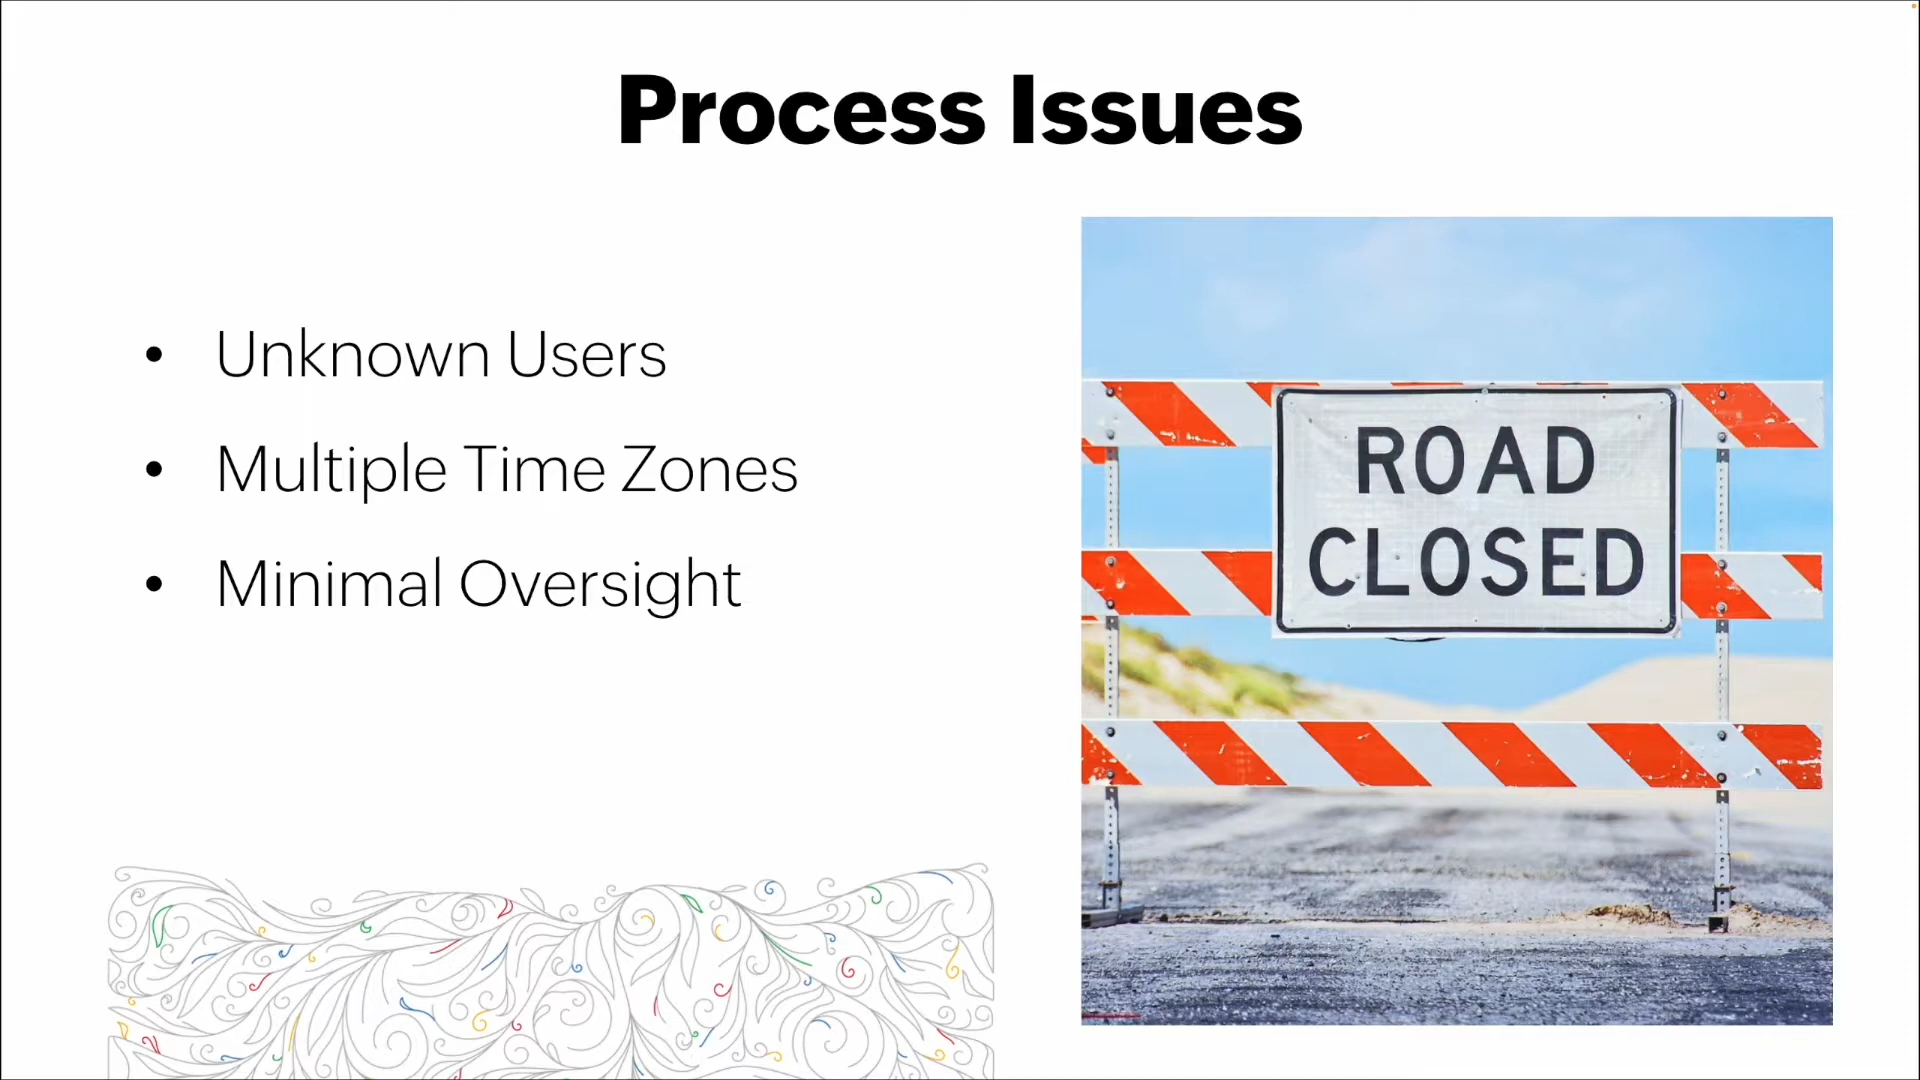 Process Issues
• Unknown Users
• Multiple Time Zones
• Minimal Oversight
ROAD
CLOSED